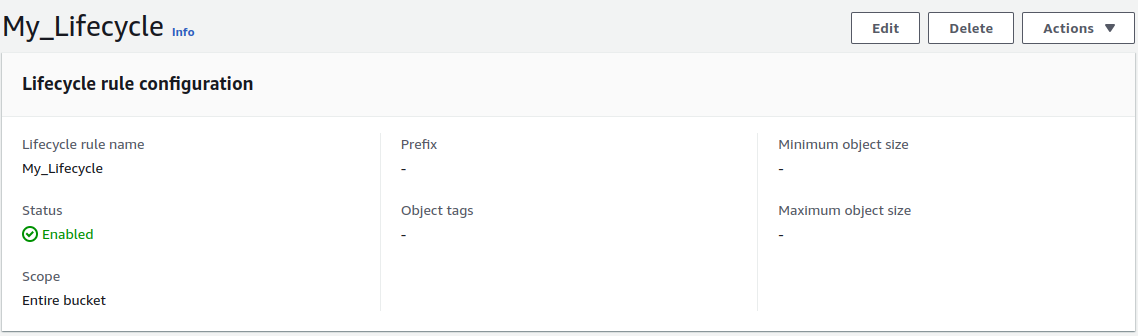 My_Lifecycle Info
Edit
Delete
Actions
Lifecycle rule configuration
Lifecycle rule name
My_Lifecycle
Status
Enabled
Scope
Entire bucket
Prefix
-
Object tags
-
Minimum object size
-
Maximum object size
-